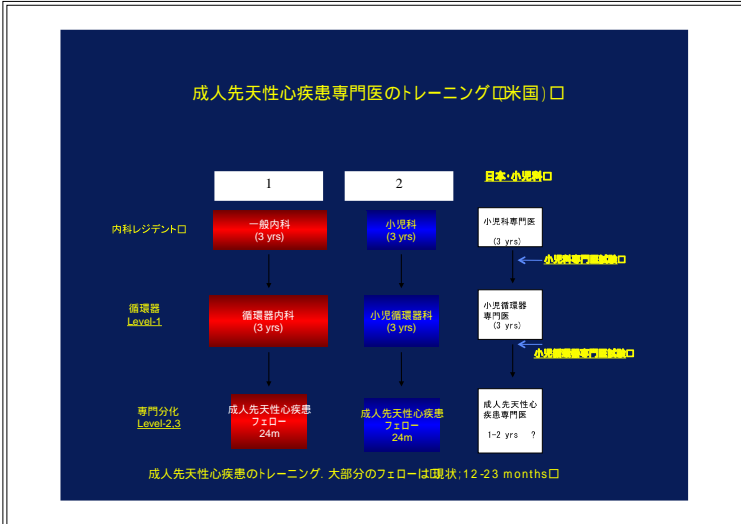 成人先天性心疾患専門医のトレーニング(米国)
1
2
日本・小児科
内科レジデント
一般内科
(3 yrs)
小児科
(3 yrs)
小児科専門医
(3 yrs)
小児科専門医試験
循環器
Level-1
循環器内科
(3 yrs)
小児循環器科
(3 yrs)
小児循環器
専門医
(3 yrs)
小児循環器専門医試験
専門分化
Level-2,3
成人先天性心疾患
フェロー
24m
成人先天性心疾患
フェロー
24m
成人先天性心
疾患専門医
1-2 yrs ?
成人先天性心疾患のトレーニング. 大部分のフェローは 現状;12-23 months